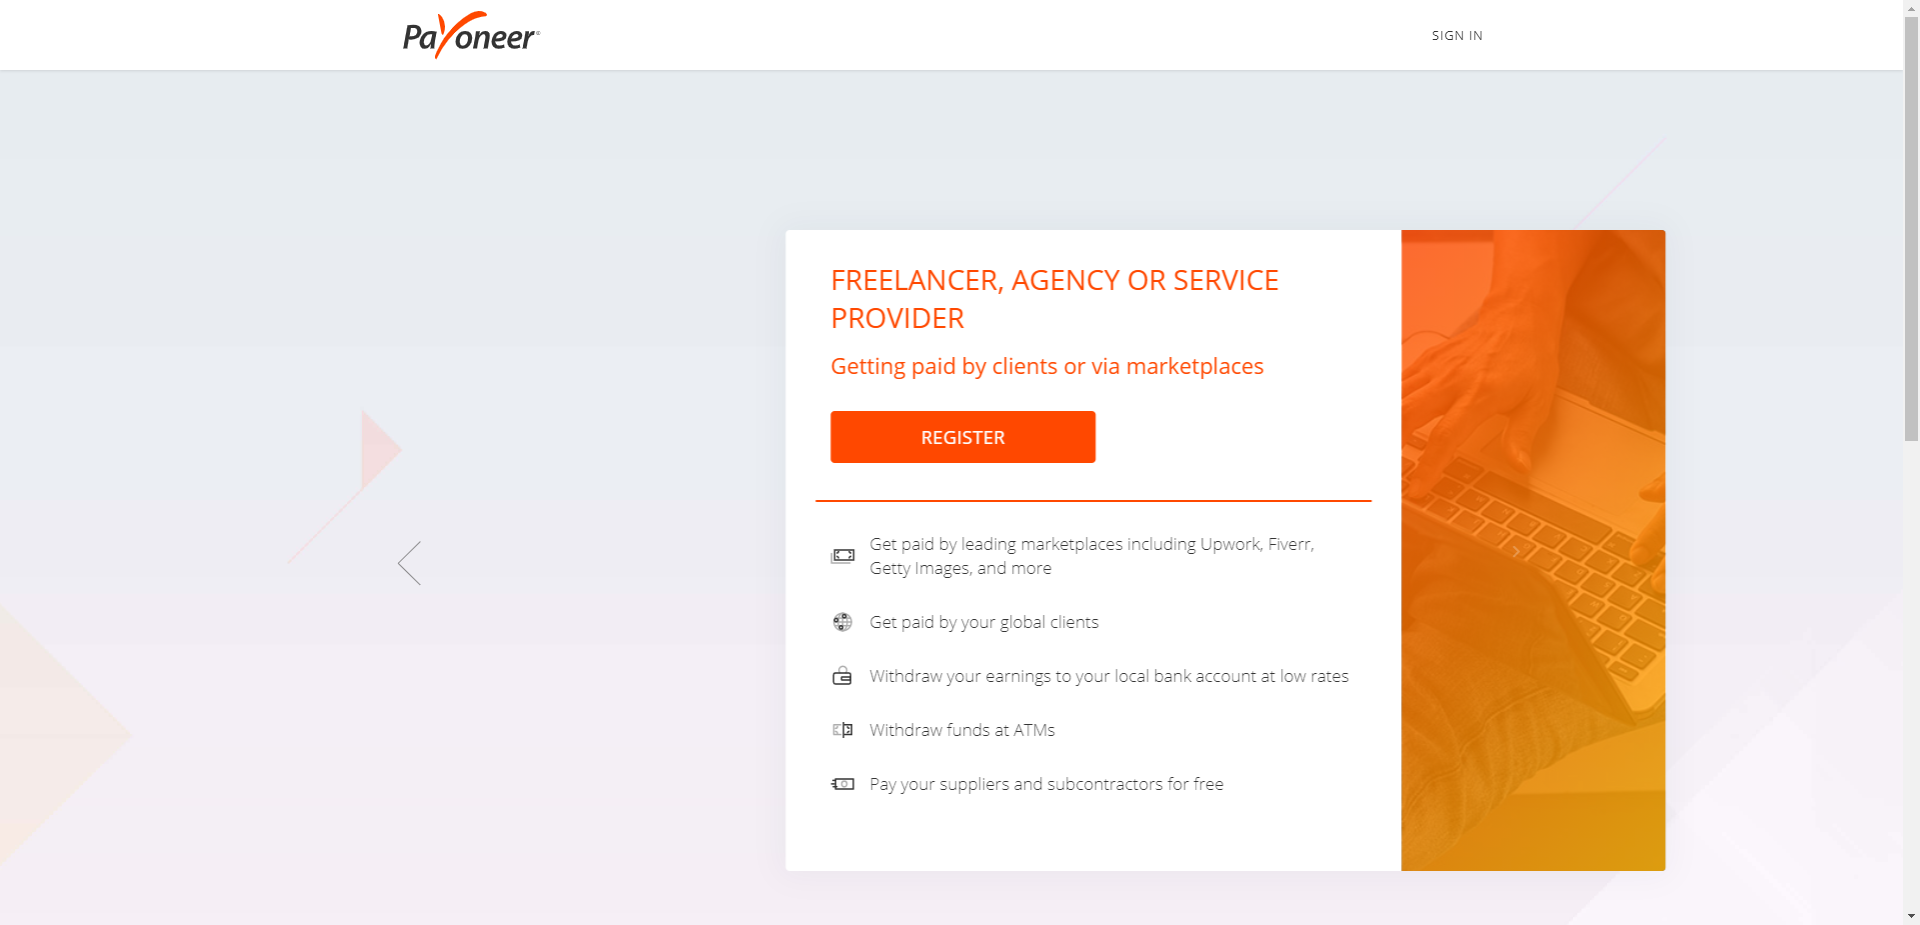 Payoneer
SIGN IN
FREELANCER, AGENCY OR SERVICE
PROVIDER
Getting paid by clients or via marketplaces
REGISTER
Get paid by leading marketplaces including Upwork, Fiverr,
Getty Images, and more
Get paid by your global clients
Withdraw your earnings to your local bank account at low rates
Withdraw funds at ATMs
Pay your suppliers and subcontractors for free